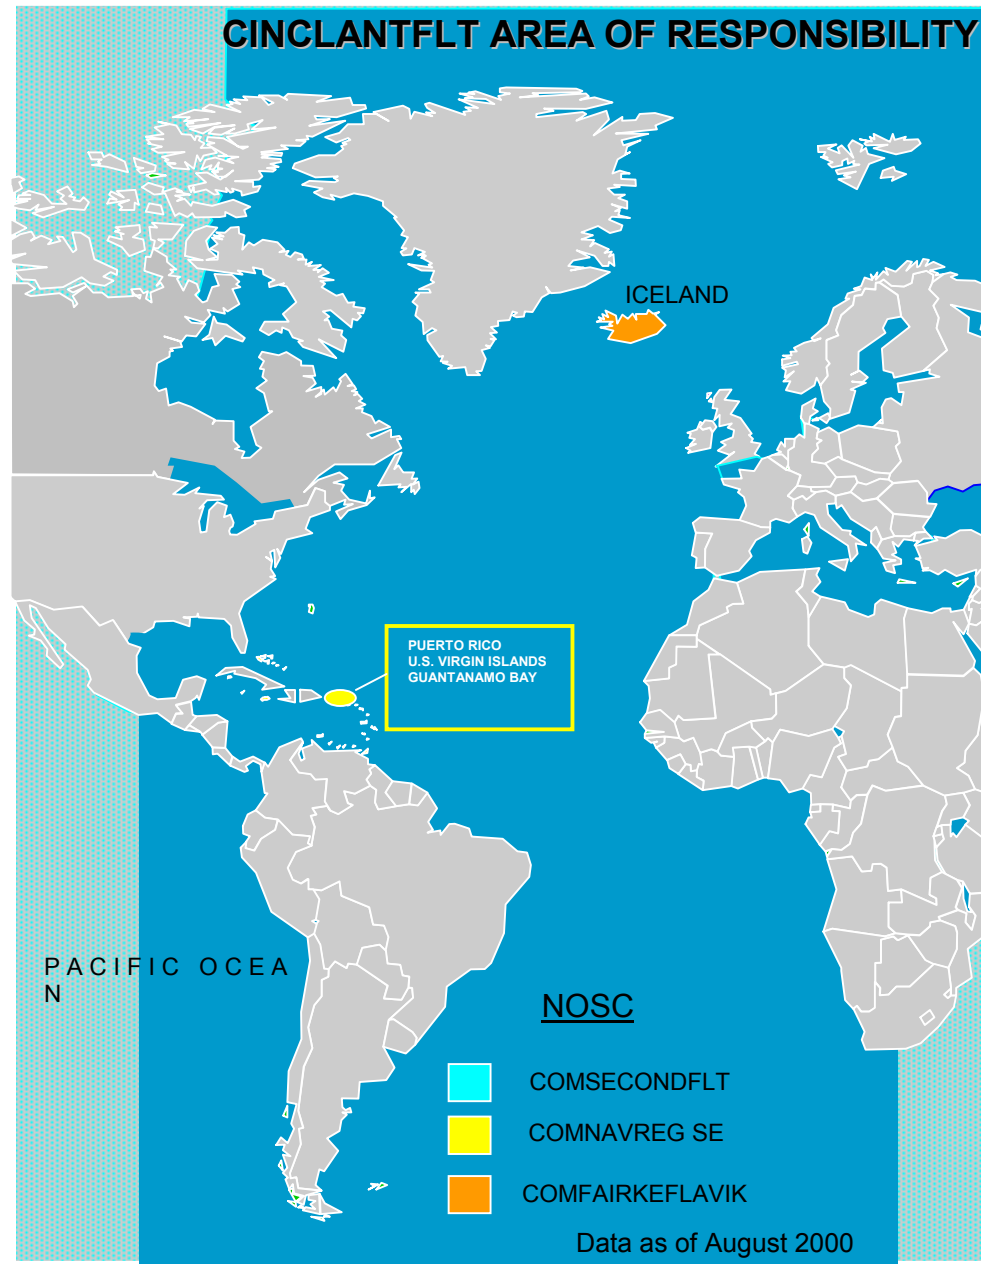 CINCLANTFLT AREA OF RESPONSIBILITY
ICELAND
PUERTO RICO
U.S. VIRGIN ISLANDS
GUANTANAMO BAY
PACIFIC OCEA
N
NOSC
COMSECONDFLT
COMNAVREG SE
COMFAIRKEFLAVIK
Data as of August 2000